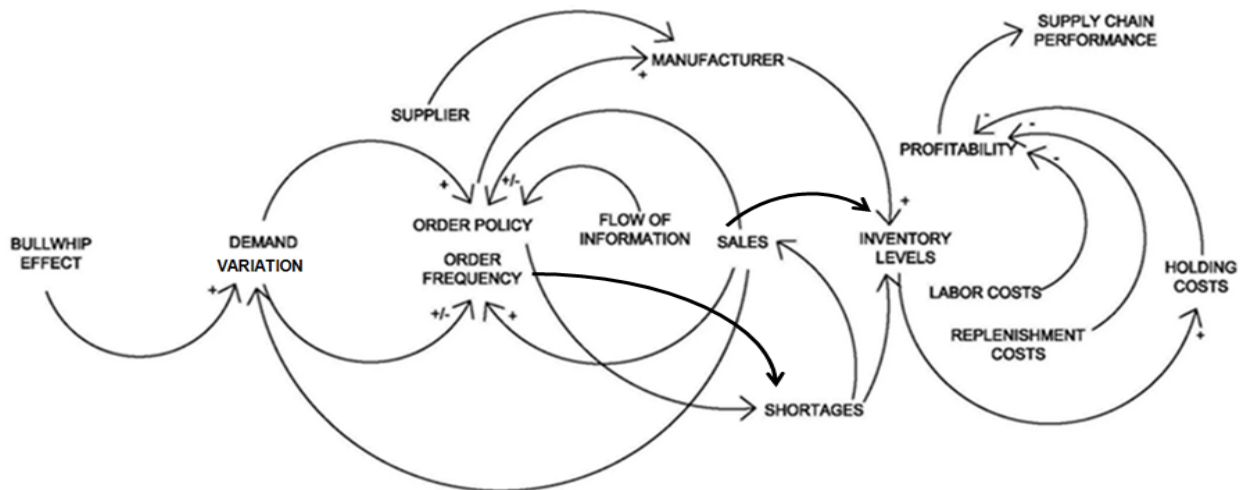 SUPPLY CHAIN
PERFORMANCE
MANUFACTURER
+
SUPPLIER
-
-
PROFITABILITY
-
+
+/-
+
ORDER POLICY
FLOW OF
INFORMATION
SALES
INVENTORY
LEVELS
BULLWHIP
EFFECT
DEMAND
VARIATION
ORDER
FREQUENCY
HOLDING
COSTS
LABOR COSTS
+
+/-
+
REPLENISHMENT
COSTS
+
SHORTAGES